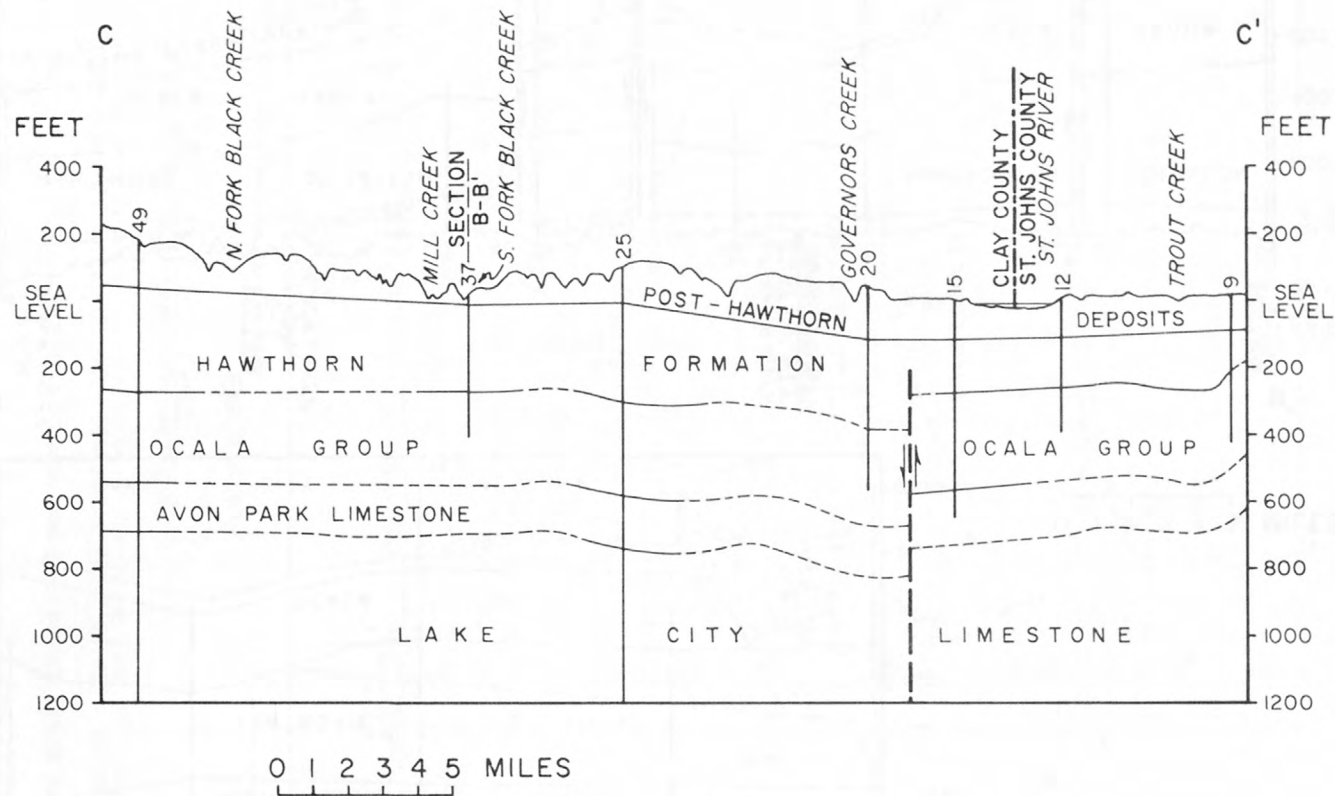 C
C'
N. FORK BLACK CREEK
MILL CREEK
SECTION
B-B'
S. FORK BLACK CREEK
GOVERNORS CREEK
CLAY COUNTY
ST. JOHNS COUNTY
ST. JOHNS RIVER
TROUT CREEK
FEET
FEET
400
400
200
200
49
37
25
20
15
12
9
SEA
LEVEL
SEA
LEVEL
POST-HAWTHORN
DEPOSITS
200
HAWTHORN
FORMATION
200
400
OCALA GROUP
OCALA GROUP
400
600
600
AVON PARK LIMESTONE
800
800
1000
LAKE
CITY
LIMESTONE
1000
1200
1200
0 1 2 3 4 5 MILES